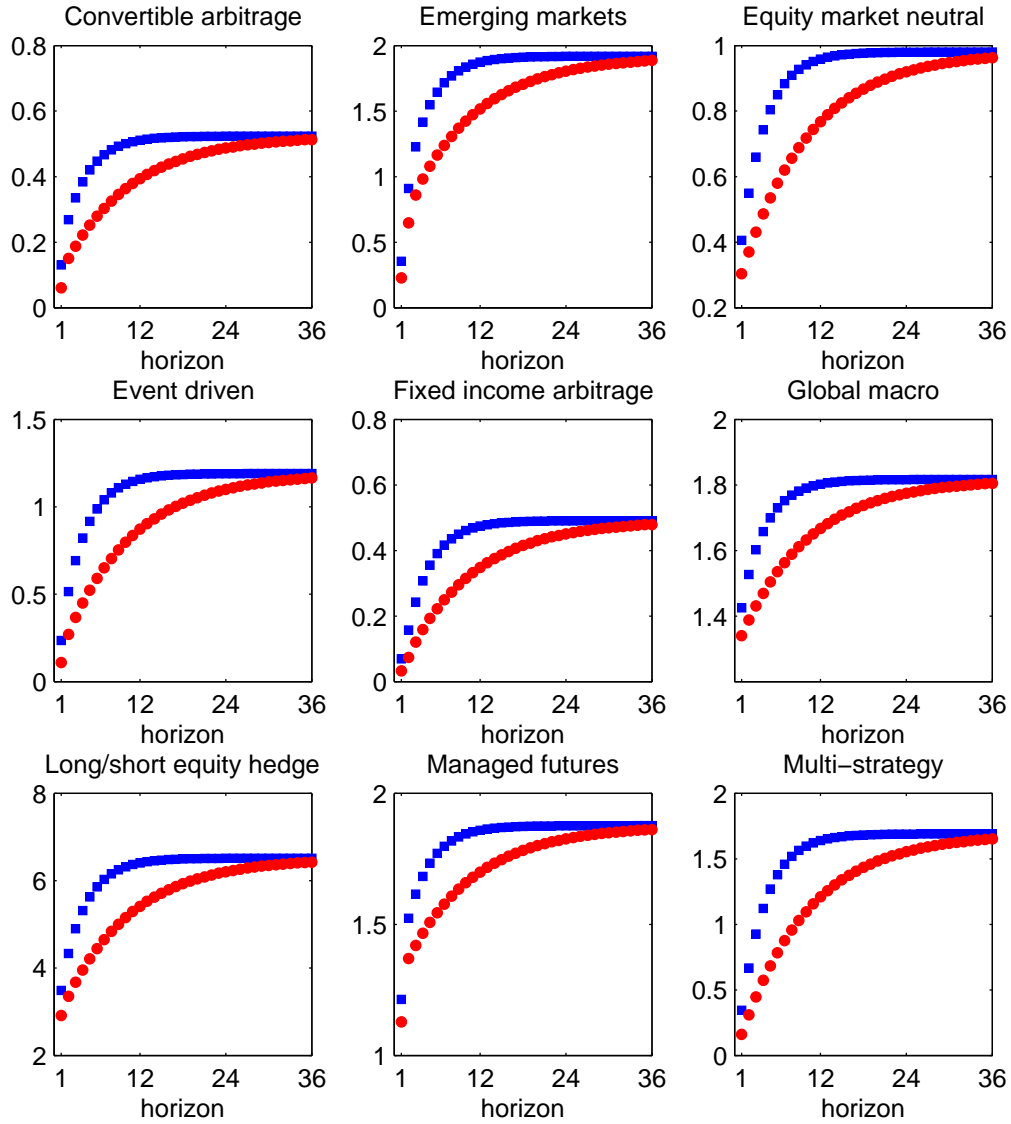 Convertible arbitrage
0.8
0.6
0.4
0.2
0
1 12 24 36
horizon
Emerging markets
2
1.5
1
0.5
0
1 12 24 36
horizon
Equity market neutral
1
0.8
0.6
0.4
0.2
1 12 24 36
horizon
Event driven
1.5
1
0.5
0
1 12 24 36
horizon
Fixed income arbitrage
0.8
0.6
0.4
0.2
0
1 12 24 36
horizon
Global macro
2
1.8
1.6
1.4
1 12 24 36
horizon
Long/short equity hedge
8
6
4
2
1 12 24 36
horizon
Managed futures
2
1.5
1
1 12 24 36
horizon
Multi−strategy
2
1.5
1
0.5
0
1 12 24 36
horizon